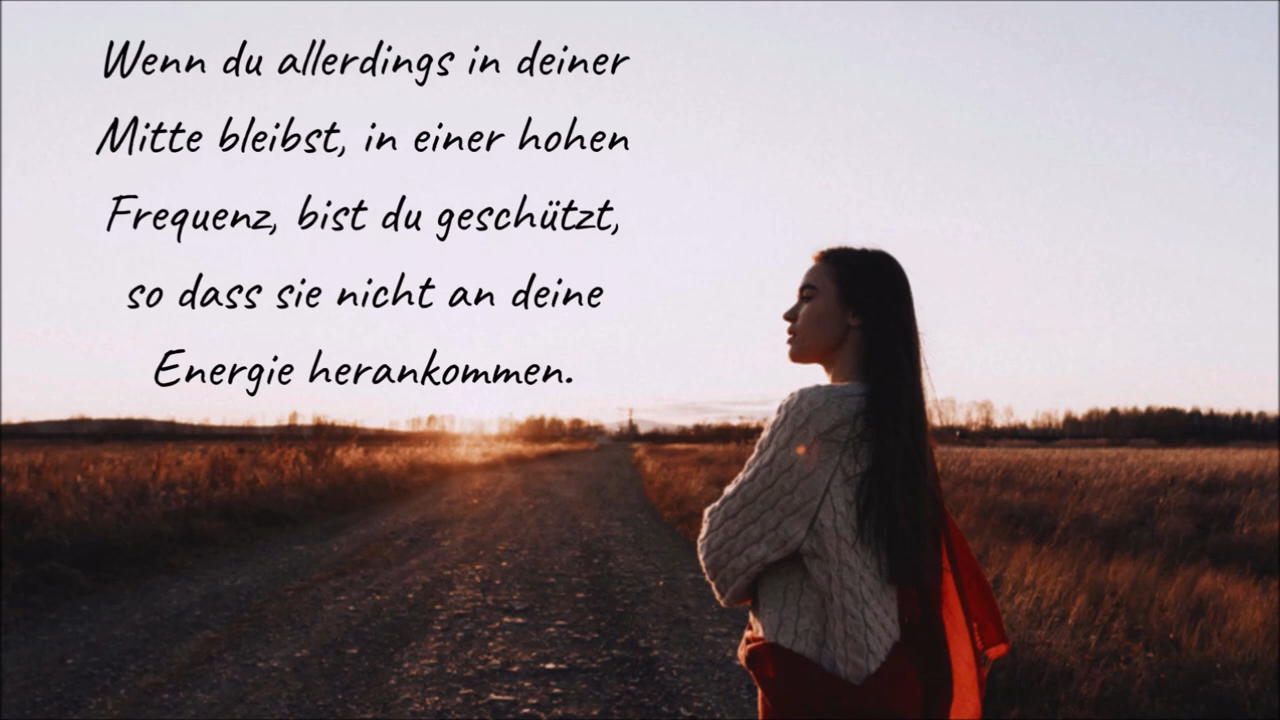 Wenn du allerdings in deiner
Mitte bleibst, in einer hohen
Frequenz, bist du geschützt,
so dass sie nicht an deine
Energie herankommen.